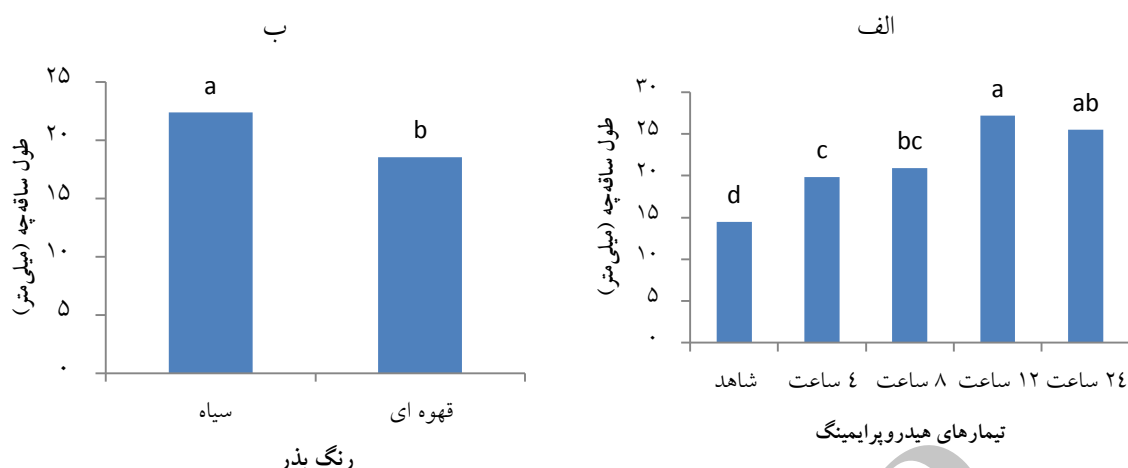 الف
طول ساقه‌چه (میلی‌متر)
۳۰
۲۵
۲۰
۱۵
۱۰
۵
۰
d
c
bc
a
ab
شاهد
٤ ساعت
۸ ساعت
۱۲ ساعت
۲٤ ساعت
تیمارهای هیدروپرایمینگ
ب
طول ساقه‌چه (میلی‌متر)
۲۵
۲۰
۱۵
۱۰
۵
۰
a
b
سیاه
قهوه ای
رنگ بذر